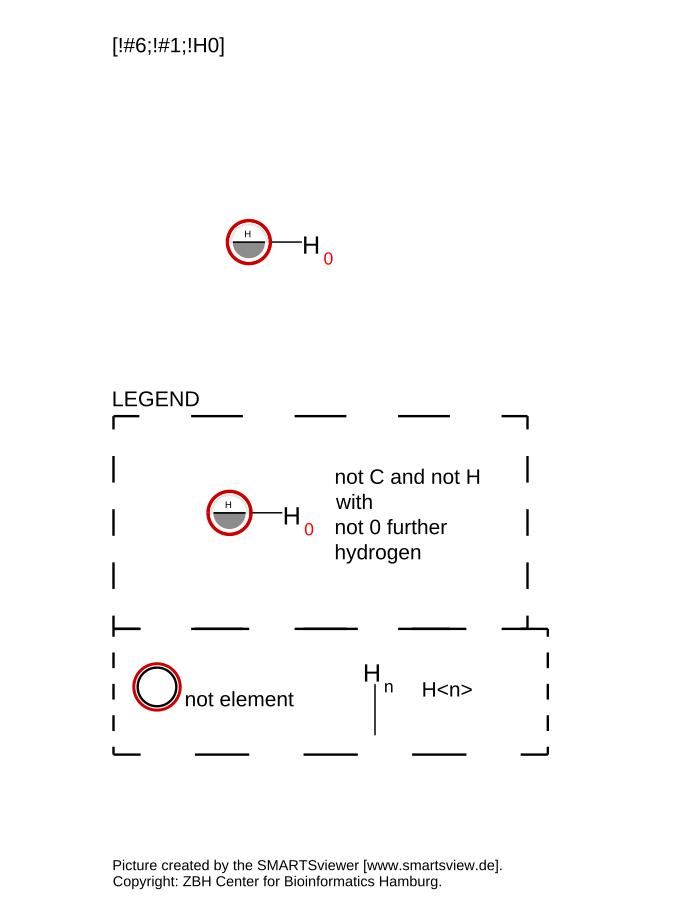 [!#6;!#1;!H0]
H
H
0
LEGEND
H
H
0
not C and not H
with
not 0 further
hydrogen
not element
H
n
H<n>
Picture created by the SMARTSviewer [www.smartsview.de].
Copyright: ZBH Center for Bioinformatics Hamburg.